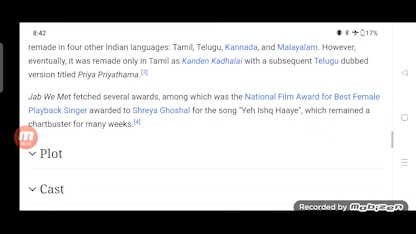 8:42
17%
remade in four other Indian languages: Tamil, Telugu, Kannada, and Malayalam. However,
eventually, it was remade only in Tamil as Kanden Kadhalai with a subsequent Telugu dubbed
version titled Priya Priyathama.[3]
Jab We Met fetched several awards, among which was the National Film Award for Best Female
Playback Singer awarded to Shreya Ghoshal for the song "Yeh Ishq Haaye", which remained a
chartbuster for many weeks.[4]
Plot
Cast
Recorded by Mobizen